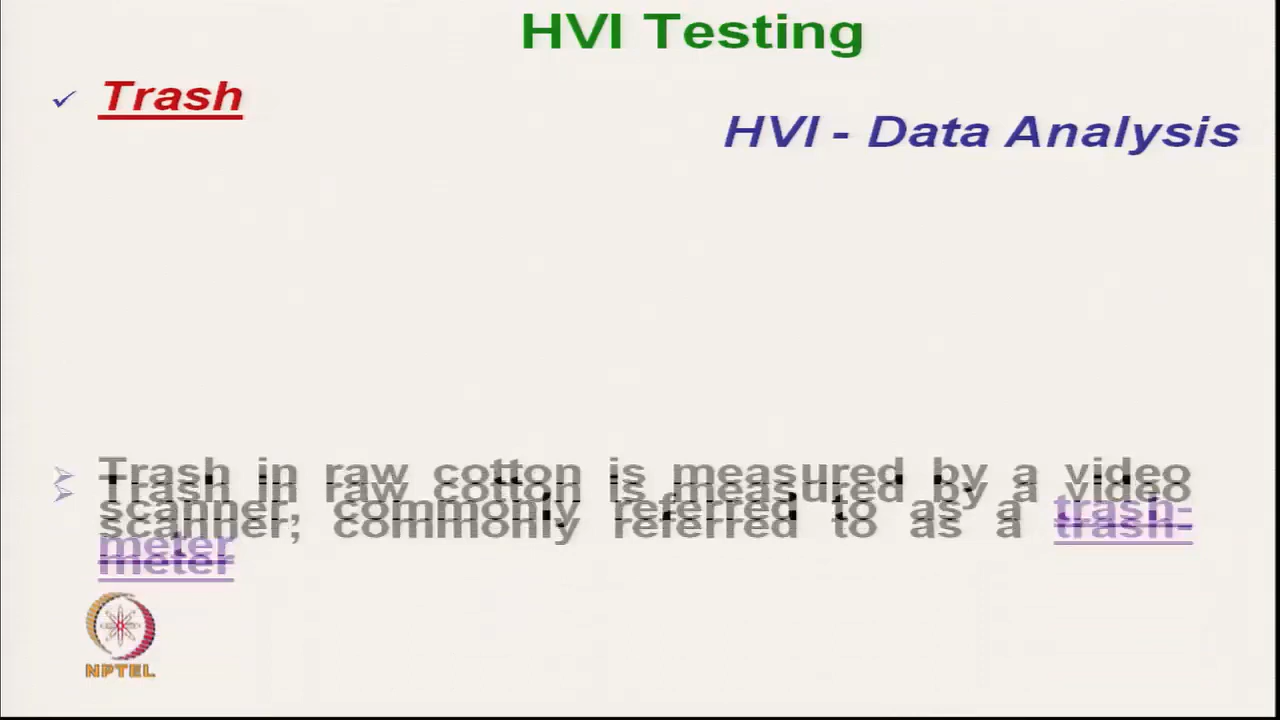 HVI Testing
Trash
HVI - Data Analysis
Trash in raw cotton is measured by a video
scanner, commonly referred to as a trash-
meter
NPTEL